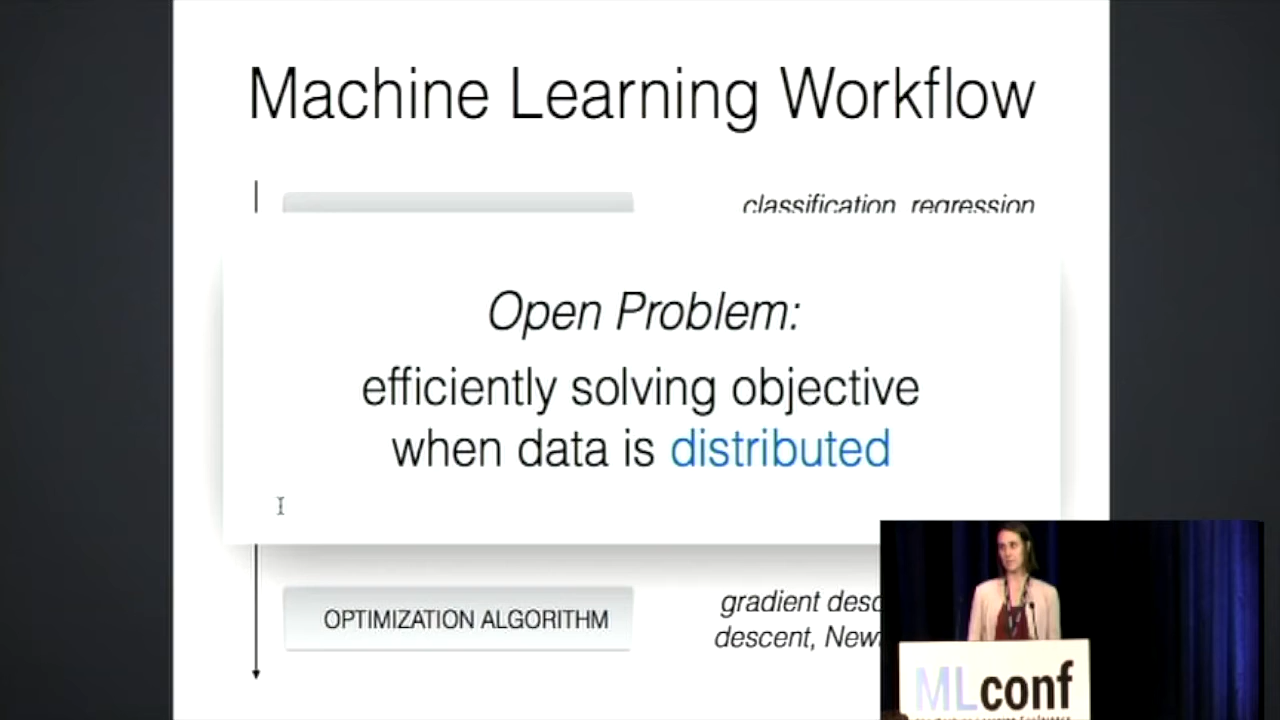 Machine Learning Workflow
classification, regression
Open Problem:
efficiently solving objective
when data is distributed
OPTIMIZATION ALGORITHM
gradient desc
descent, New
MLconf